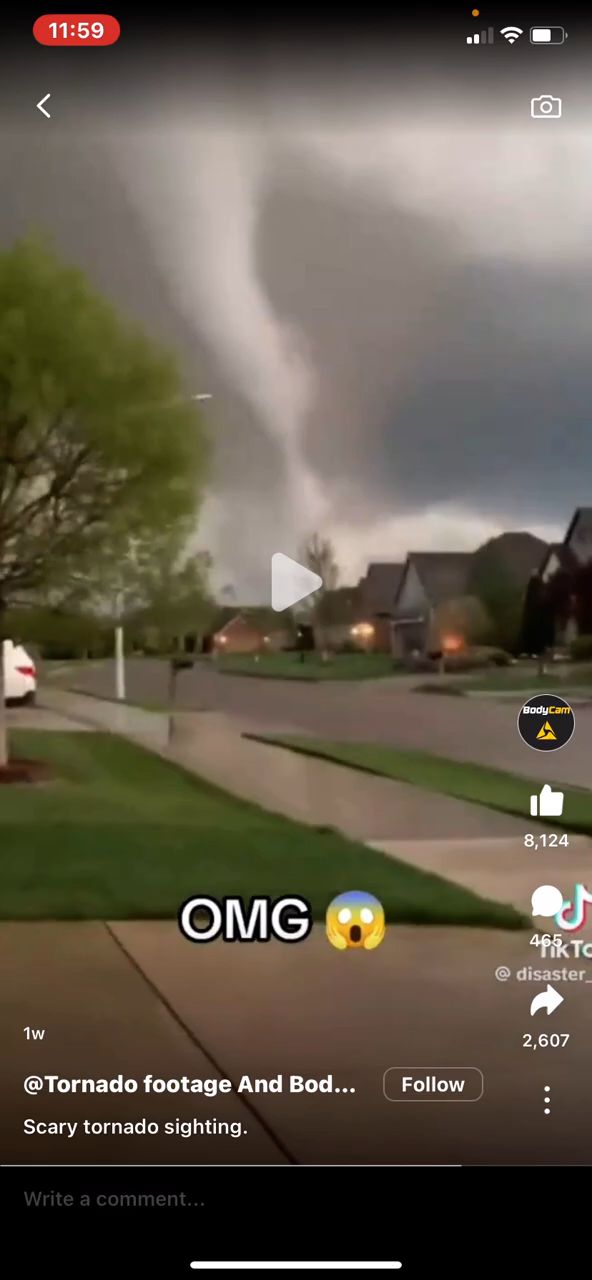 11:59
BodyCam
8,124
OMG 😱
465
TikTo
@ disaster_
2,607
1w
@Tornado footage And Bod...
Follow
Scary tornado sighting.
Write a comment...